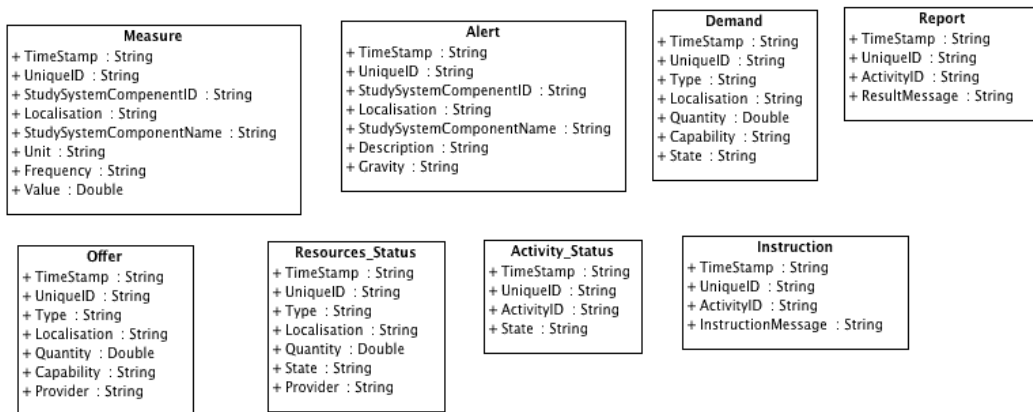 Measure
+ TimeStamp : String
+ UniqueID : String
+ StudySystemCompenentID : String
+ Localisation : String
+ StudySystemComponentName : String
+ Unit : String
+ Frequency : String
+ Value : Double
Alert
+ TimeStamp : String
+ UniqueID : String
+ StudySystemCompenentID : String
+ Localisation : String
+ StudySystemComponentName : String
+ Description : String
+ Gravity : String
Demand
+ TimeStamp : String
+ UniqueID : String
+ Type : String
+ Localisation : String
+ Quantity : Double
+ Capability : String
+ State : String
Report
+ TimeStamp : String
+ UniqueID : String
+ ActivityID : String
+ ResultMessage : String
Offer
+ TimeStamp : String
+ UniqueID : String
+ Type : String
+ Localisation : String
+ Quantity : Double
+ Capability : String
+ Provider : String
Resources_Status
+ TimeStamp : String
+ UniqueID : String
+ Type : String
+ Localisation : String
+ Quantity : Double
+ State : String
+ Provider : String
Activity_Status
+ TimeStamp : String
+ UniqueID : String
+ ActivityID : String
+ State : String
Instruction
+ TimeStamp : String
+ UniqueID : String
+ ActivityID : String
+ InstructionMessage : String